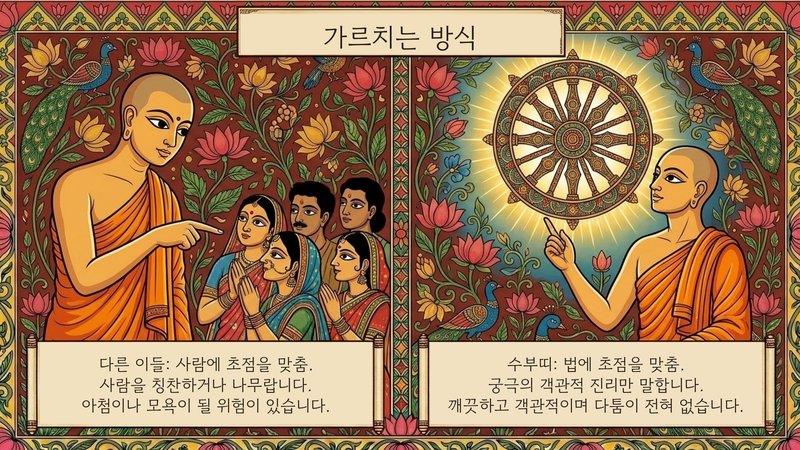 가르치는 방식
다른 이들: 사람에 초점을 맞춤.
사람을 칭찬하거나 나무랍니다.
아첨이나 모욕이 될 위험이 있습니다.
수부띠: 법에 초점을 맞춤.
궁극의 객관적 진리만 말합니다.
깨끗하고 객관적이며 다툼이 전혀 없습니다.